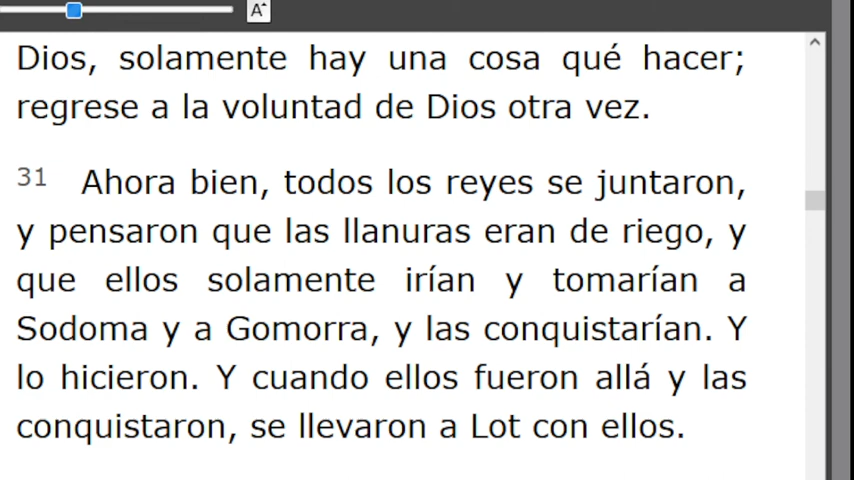 A
Dios, solamente hay una cosa qué hacer;
regrese a la voluntad de Dios otra vez.
31 Ahora bien, todos los reyes se juntaron,
y pensaron que las llanuras eran de riego, y
que ellos solamente irían y tomarían a
Sodoma y a Gomorra, y las conquistarían. Y
lo hicieron. Y cuando ellos fueron allá y las
conquistaron, se llevaron a Lot con ellos.